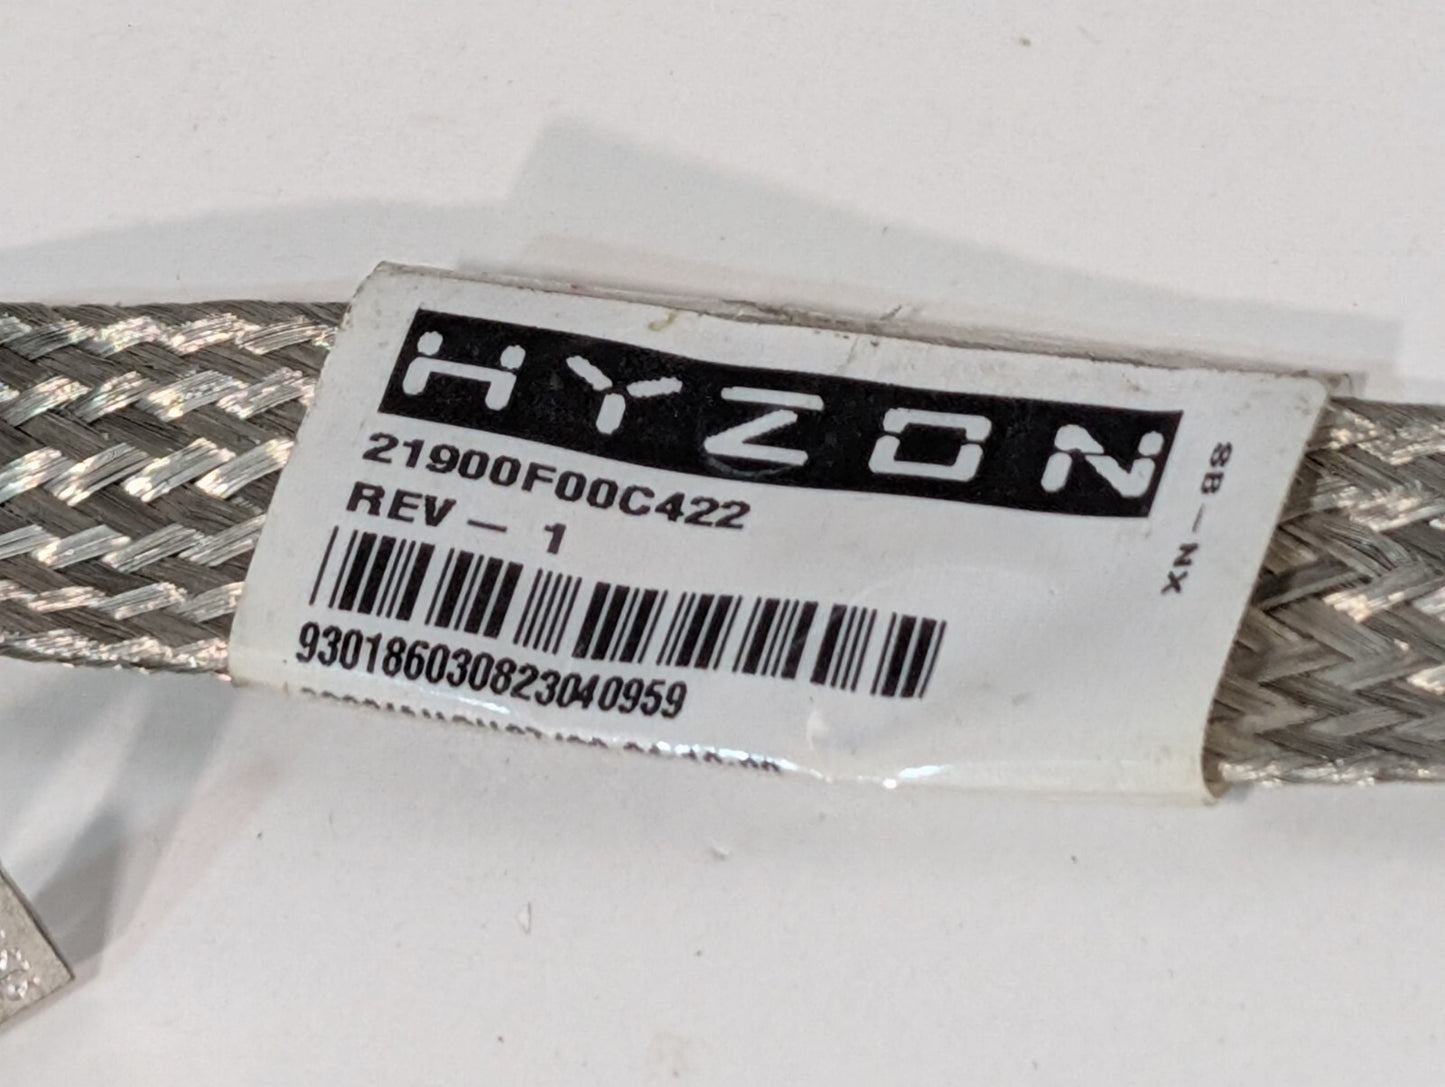 HYZON
21900F00C422
REV - 1
930186030823040959
8B-NX